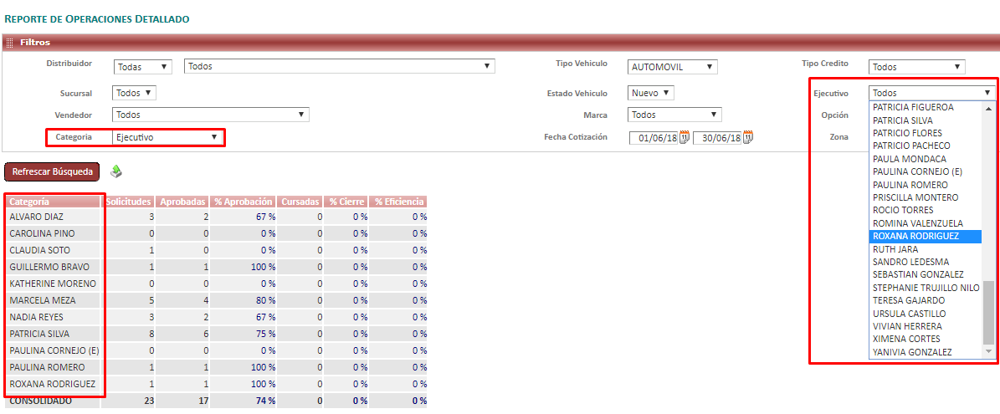 REPORTE DE OPERACIONES DETALLADO
Filtros
Distribuidor Todas Todos Tipo Vehiculo AUTOMOVIL Tipo Credito Todos
Sucursal Todos Estado Vehiculo Nuevo Ejecutivo Todos
Vendedor Todos Marca Todos Opción
Categoria Ejecutivo Fecha Cotización 01/06/18 30/06/18 Zona
PATRICIA FIGUEROA
PATRICIA SILVA
PATRICIO FLORES
PATRICIO PACHECO
PAULA MONDACA
PAULINA CORNEJO (E)
PAULINA ROMERO
PRISCILLA MONTERO
ROCIO TORRES
ROMINA VALENZUELA
ROXANA RODRIGUEZ
RUTH JARA
SANDRO LEDESMA
SEBASTIAN GONZALEZ
STEPHANIE TRUJILLO NILO
TERESA GAJARDO
URSULA CASTILLO
VIVIAN HERRERA
XIMENA CORTES
YANIVIA GONZALEZ
Refrescar Búsqueda
Categoría Solicitudes Aprobadas % Aprobación Cursadas % Cierre % Eficiencia
ALVARO DIAZ 3 2 67 % 0 0 % 0 %
CAROLINA PINO 0 0 0 % 0 0 % 0 %
CLAUDIA SOTO 1 0 0 % 0 0 % 0 %
GUILLERMO BRAVO 1 1 100 % 0 0 % 0 %
KATHERINE MORENO 0 0 0 % 0 0 % 0 %
MARCELA MEZA 5 4 80 % 0 0 % 0 %
NADIA REYES 3 2 67 % 0 0 % 0 %
PATRICIA SILVA 8 6 75 % 0 0 % 0 %
PAULINA CORNEJO (E) 0 0 0 % 0 0 % 0 %
PAULINA ROMERO 1 1 100 % 0 0 % 0 %
ROXANA RODRIGUEZ 1 1 100 % 0 0 % 0 %
CONSOLIDADO 23 17 74 % 0 0 % 0 %